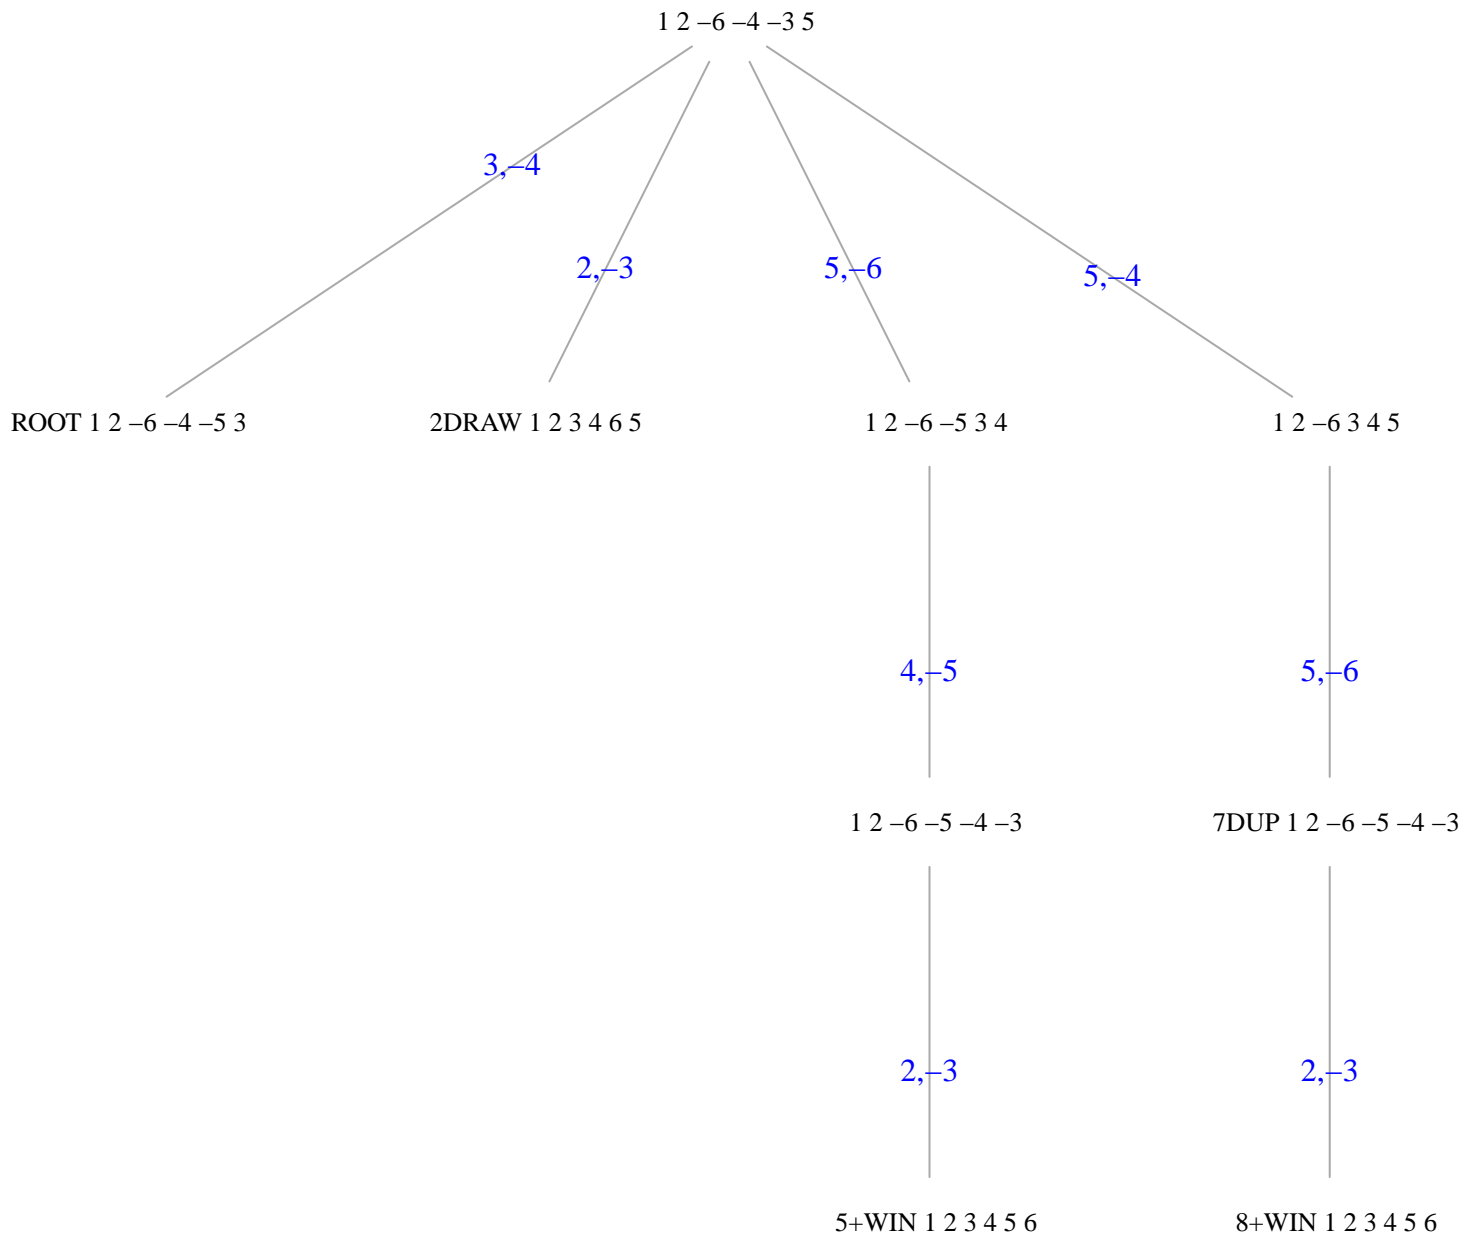 1 2 –6 –4 –3 5
3,–4
2,–3
5,–6
5,–4
ROOT 1 2 –6 –4 –5 3
2DRAW 1 2 3 4 6 5
1 2 –6 –5 3 4
1 2 –6 3 4 5
4,–5
5,–6
1 2 –6 –5 –4 –3
7DUP 1 2 –6 –5 –4 –3
2,–3
2,–3
5+WIN 1 2 3 4 5 6
8+WIN 1 2 3 4 5 6